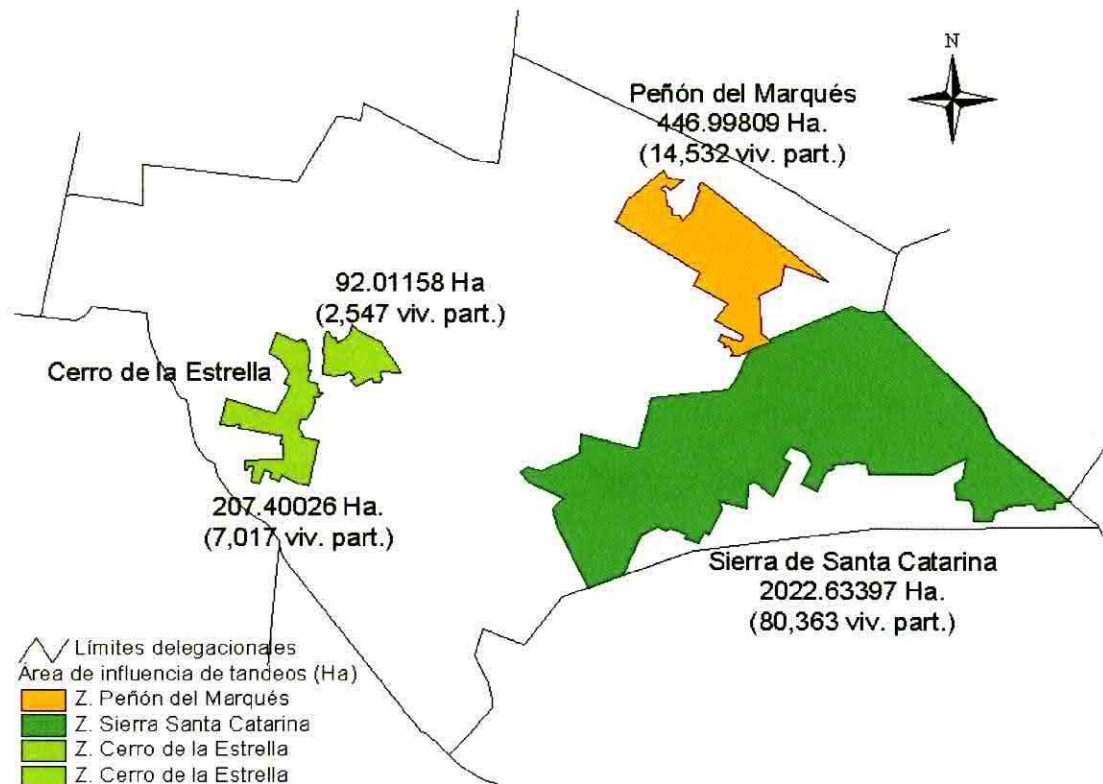 N
Peñón del Marqués
446.99809 Ha.
(14,532 viv. part.)
92.01158 Ha
(2,547 viv. part.)
Cerro de la Estrella
207.40026 Ha.
(7,017 viv. part.)
Sierra de Santa Catarina
2022.63397 Ha.
(80,363 viv. part.)
Límites delegacionales
Área de influencia de tandeos (Ha)
Z. Peñón del Marqués
Z. Sierra Santa Catarina
Z. Cerro de la Estrella
Z. Cerro de la Estrella